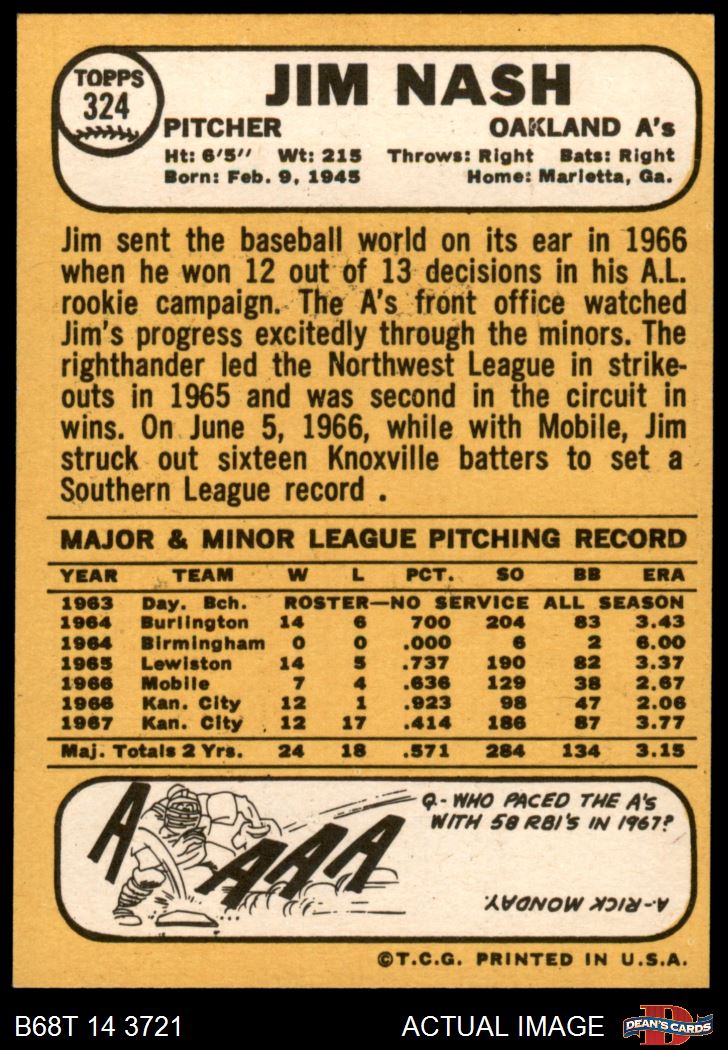 TOPPS
324
JIM NASH
PITCHER OAKLAND A's
Ht: 6'5" Wt: 215 Throws: Right Bats: Right
Born: Feb. 9, 1945 Home: Marietta, Ga.
Jim sent the baseball world on its ear in 1966
when he won 12 out of 13 decisions in his A.L.
rookie campaign. The A's front office watched
Jim's progress excitedly through the minors. The
righthander led the Northwest League in strike-
outs in 1965 and was second in the circuit in
wins. On June 5, 1966, while with Mobile, Jim
struck out sixteen Knoxville batters to set a
Southern League record .
MAJOR & MINOR LEAGUE PITCHING RECORD
YEAR TEAM W L PCT. SO BB ERA
1963 Day. Bch. ROSTER—NO SERVICE ALL SEASON
1964 Burlington 14 6 700 204 83 3.43
1964 Birmingham 0 0 .000 6 2 6.00
1965 Lewiston 14 5 .737 190 82 3.37
1966 Mobile 7 4 .636 129 38 2.67
1966 Kan. City 12 1 .923 98 47 2.06
1967 Kan. City 12 17 .414 186 87 3.77
Maj. Totals 2 Yrs. 24 18 .571 284 134 3.15
A AAA
Q-WHO PACED THE A'S
WITH 58 RBI'S IN 1967?
A-RICK MONDAY.
©T.C.G. PRINTED IN U.S.A.
B68T 14 3721 ACTUAL IMAGE D DEAN'S CARDS